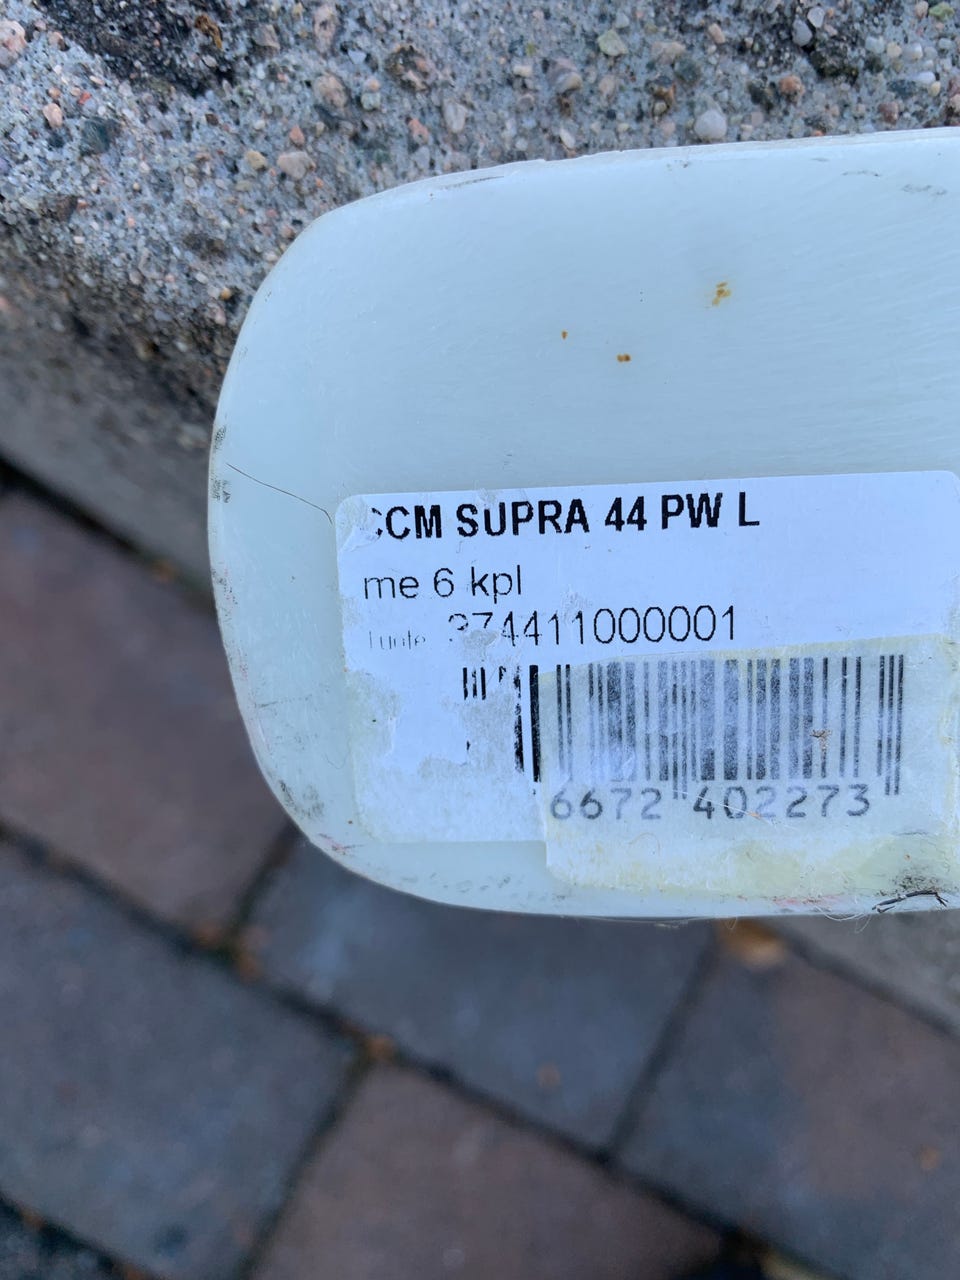 CCM SUPRA 44 PW L
me 6 kpl
374411000001
6672 402273